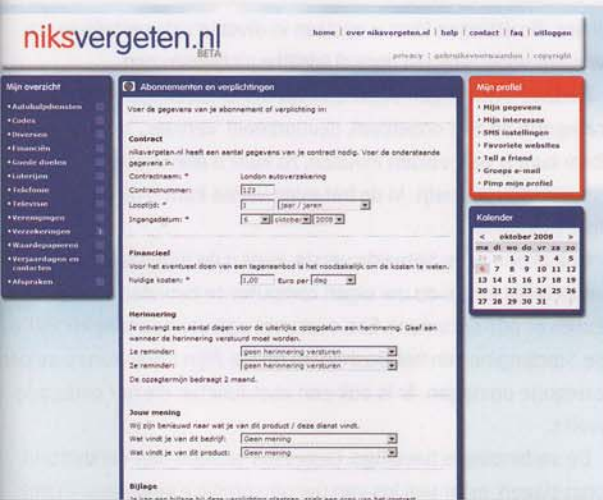 niksvergeten.nl
BETA
home | over niksvergeten.nl | help | contact | faq | uitloggen
privacy | gebruiksvoorwaarden | copyright
Mijn overzicht
Autohulpdiensten
Codes
Diversen
Financiën
Goede doelen
Loterijen
Telefonie
Televisie
Verenigingen
Verzekeringen
Waardepapieren
Verjaardagen en
contacten
Afspraken
Abonnementen en verplichtingen
Voer de gegevens van je abonnement of verplichting in:
Contract
niksvergeten.nl heeft een aantal gegevens van je contract nodig. Voer de onderstaande
gegevens in
Contractnaam: * London autoverzekering
Contractnummer: 123
Looptijd: * 1 jaar / jaren
Ingangsdatum: * 6 oktober 2008
Financieel
Voor het eventueel doen van een tegenaanbod is het noodzakelijk om de kosten te weten.
Huidige kosten: * 1,00 Euro per dag
Herinnering
Je ontvangt een aantal dagen voor de uiterlijke opzegdatum een herinnering. Geef aan
wanneer de herinnering verstuurd moet worden.
1e reminder: geen herinnering versturen
2e reminder: geen herinnering versturen
De opzegtermijn bedraagt 2 maand.
Jouw mening
Wij zijn benieuwd naar wat je van dit product / deze dienst vindt.
Wat vindt je van dit bedrijf: Geen mening
Wat vindt je van dit product: Geen mening
Bijlage
Mijn profiel
Mijn gegevens
Mijn interesses
SMS instellingen
Favoriete websites
Tell a friend
Groeps e-mail
Pimp mijn profiel
Kalender
< oktober 2008 >
ma di wo do vr za zo
29 30 1 2 3 4 5
6 7 8 9 10 11 12
13 14 15 16 17 18 19
20 21 22 23 24 25 26
27 28 29 30 31